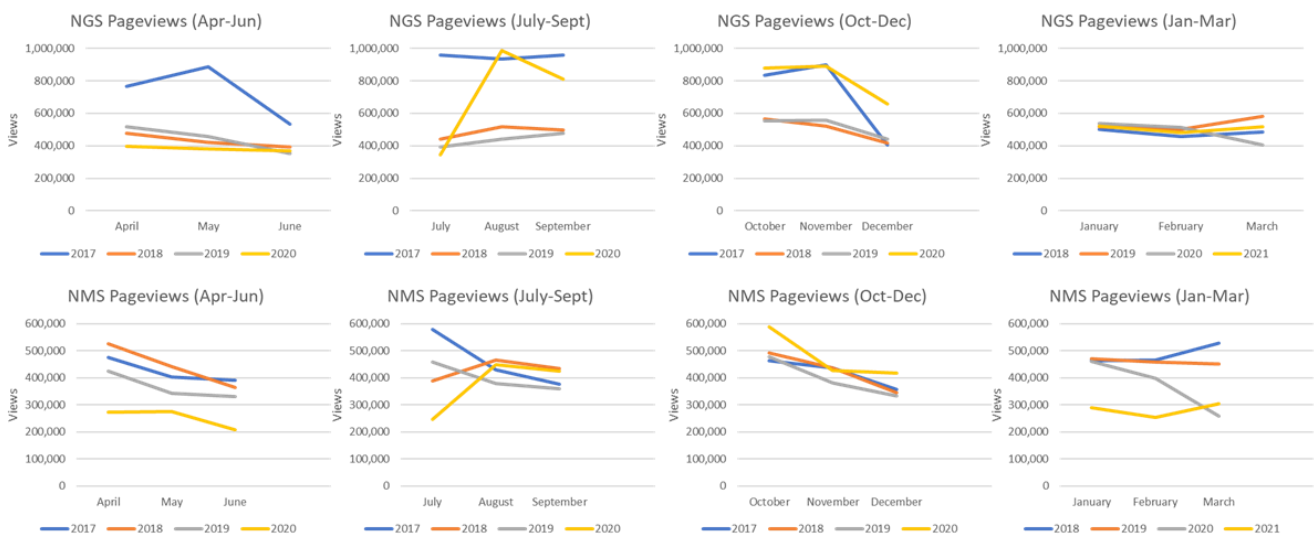 NGS Pageviews (Apr-Jun)
1,000,000
800,000
600,000
400,000
200,000
0
Views
April May June
2017 2018 2019 2020
NGS Pageviews (July-Sept)
1,000,000
800,000
600,000
400,000
200,000
0
Views
July August September
2017 2018 2019 2020
NGS Pageviews (Oct-Dec)
1,000,000
800,000
600,000
400,000
200,000
0
Views
October November December
2017 2018 2019 2020
NGS Pageviews (Jan-Mar)
1,000,000
800,000
600,000
400,000
200,000
0
Views
January February March
2018 2019 2020 2021
NMS Pageviews (Apr-Jun)
600,000
500,000
400,000
300,000
200,000
100,000
0
Views
April May June
2017 2018 2019 2020
NMS Pageviews (July-Sept)
600,000
500,000
400,000
300,000
200,000
100,000
0
Views
July August September
2017 2018 2019 2020
NMS Pageviews (Oct-Dec)
600,000
500,000
400,000
300,000
200,000
100,000
0
Views
October November December
2017 2018 2019 2020
NMS Pageviews (Jan-Mar)
600,000
500,000
400,000
300,000
200,000
100,000
0
Views
January February March
2018 2019 2020 2021